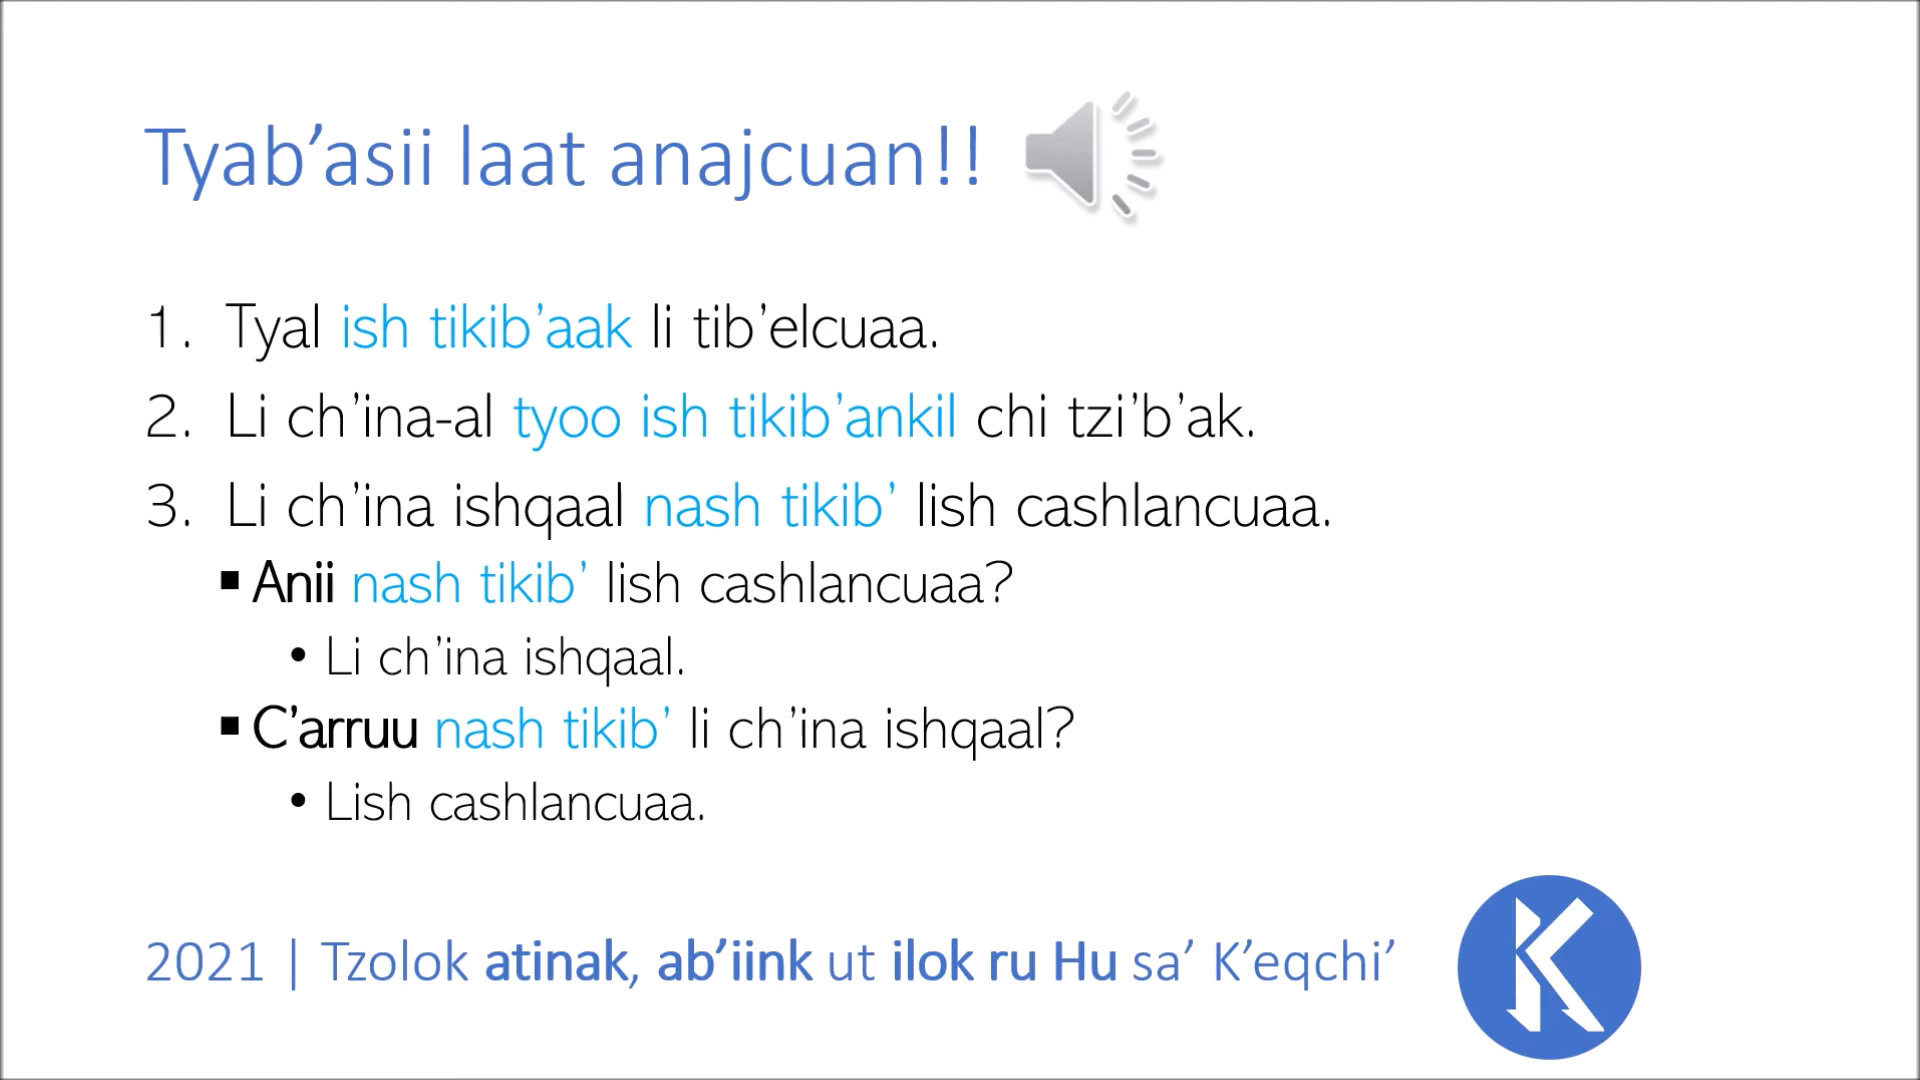 Tyab’asii laat anajcuan!!
1. Tyal ish tikib’aak li tib’elcuaa.
2. Li ch’ina-al tyoo ish tikib’ankil chi tzi’b’ak.
3. Li ch’ina ishqaal nash tikib’ lish cashlancuaa.
▪ Anii nash tikib’ lish cashlancuaa?
• Li ch’ina ishqaal.
▪ C’arruu nash tikib’ li ch’ina ishqaal?
• Lish cashlancuaa.
2021 | Tzolok atinak, ab’iink ut ilok ru Hu sa’ K’eqchi’
K